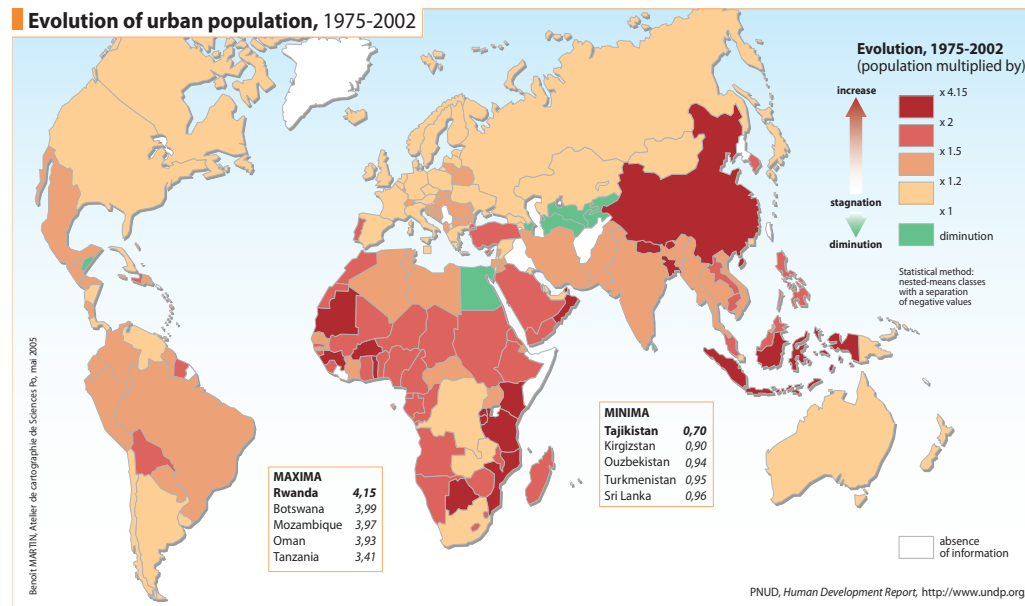 Evolution of urban population, 1975-2002
Evolution, 1975-2002
(population multiplied by)
increase
x 4.15
x 2
x 1.5
x 1.2
x 1
stagnation
diminution
diminution
Statistical method:
nested-means classes
with a separation
of negative values
MAXIMA
Rwanda 4,15
Botswana 3,99
Mozambique 3,97
Oman 3,93
Tanzania 3,41
MINIMA
Tajikistan 0,70
Kirgizstan 0,90
Ouzbekistan 0,94
Turkmenistan 0,95
Sri Lanka 0,96
absence
of information
Benoît MARTIN, Atelier de cartographie de Sciences Po, mai 2005
PNUD, Human Development Report, http://www.undp.org